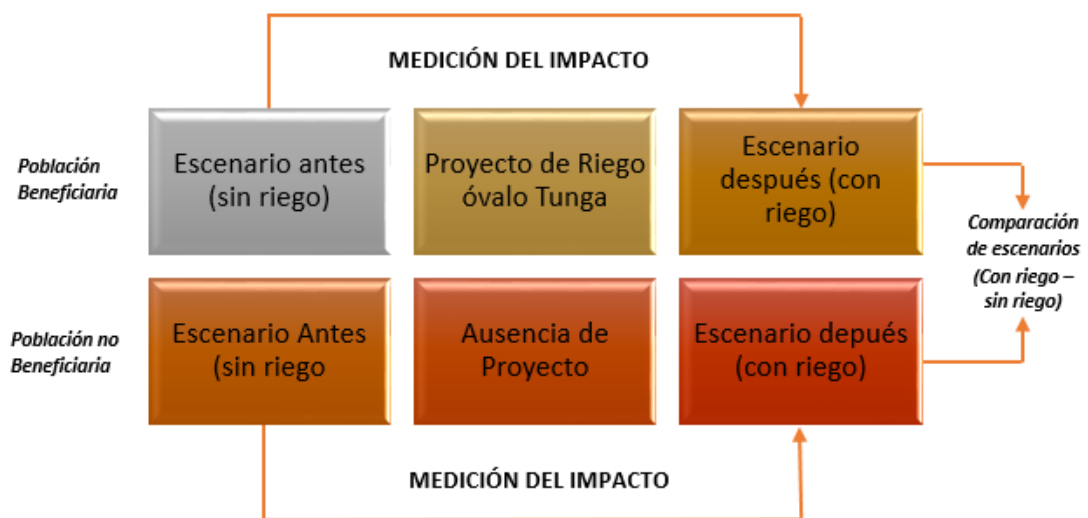 MEDICIÓN DEL IMPACTO
Población
Beneficiaria
Escenario antes
(sin riego)
Proyecto de Riego
óvalo Tunga
Escenario
después (con
riego)
Comparación
de escenarios
(Con riego –
sin riego)
Población no
Beneficiaria
Escenario Antes
(sin riego
Ausencia de
Proyecto
Escenario depués
(con riego)
MEDICIÓN DEL IMPACTO